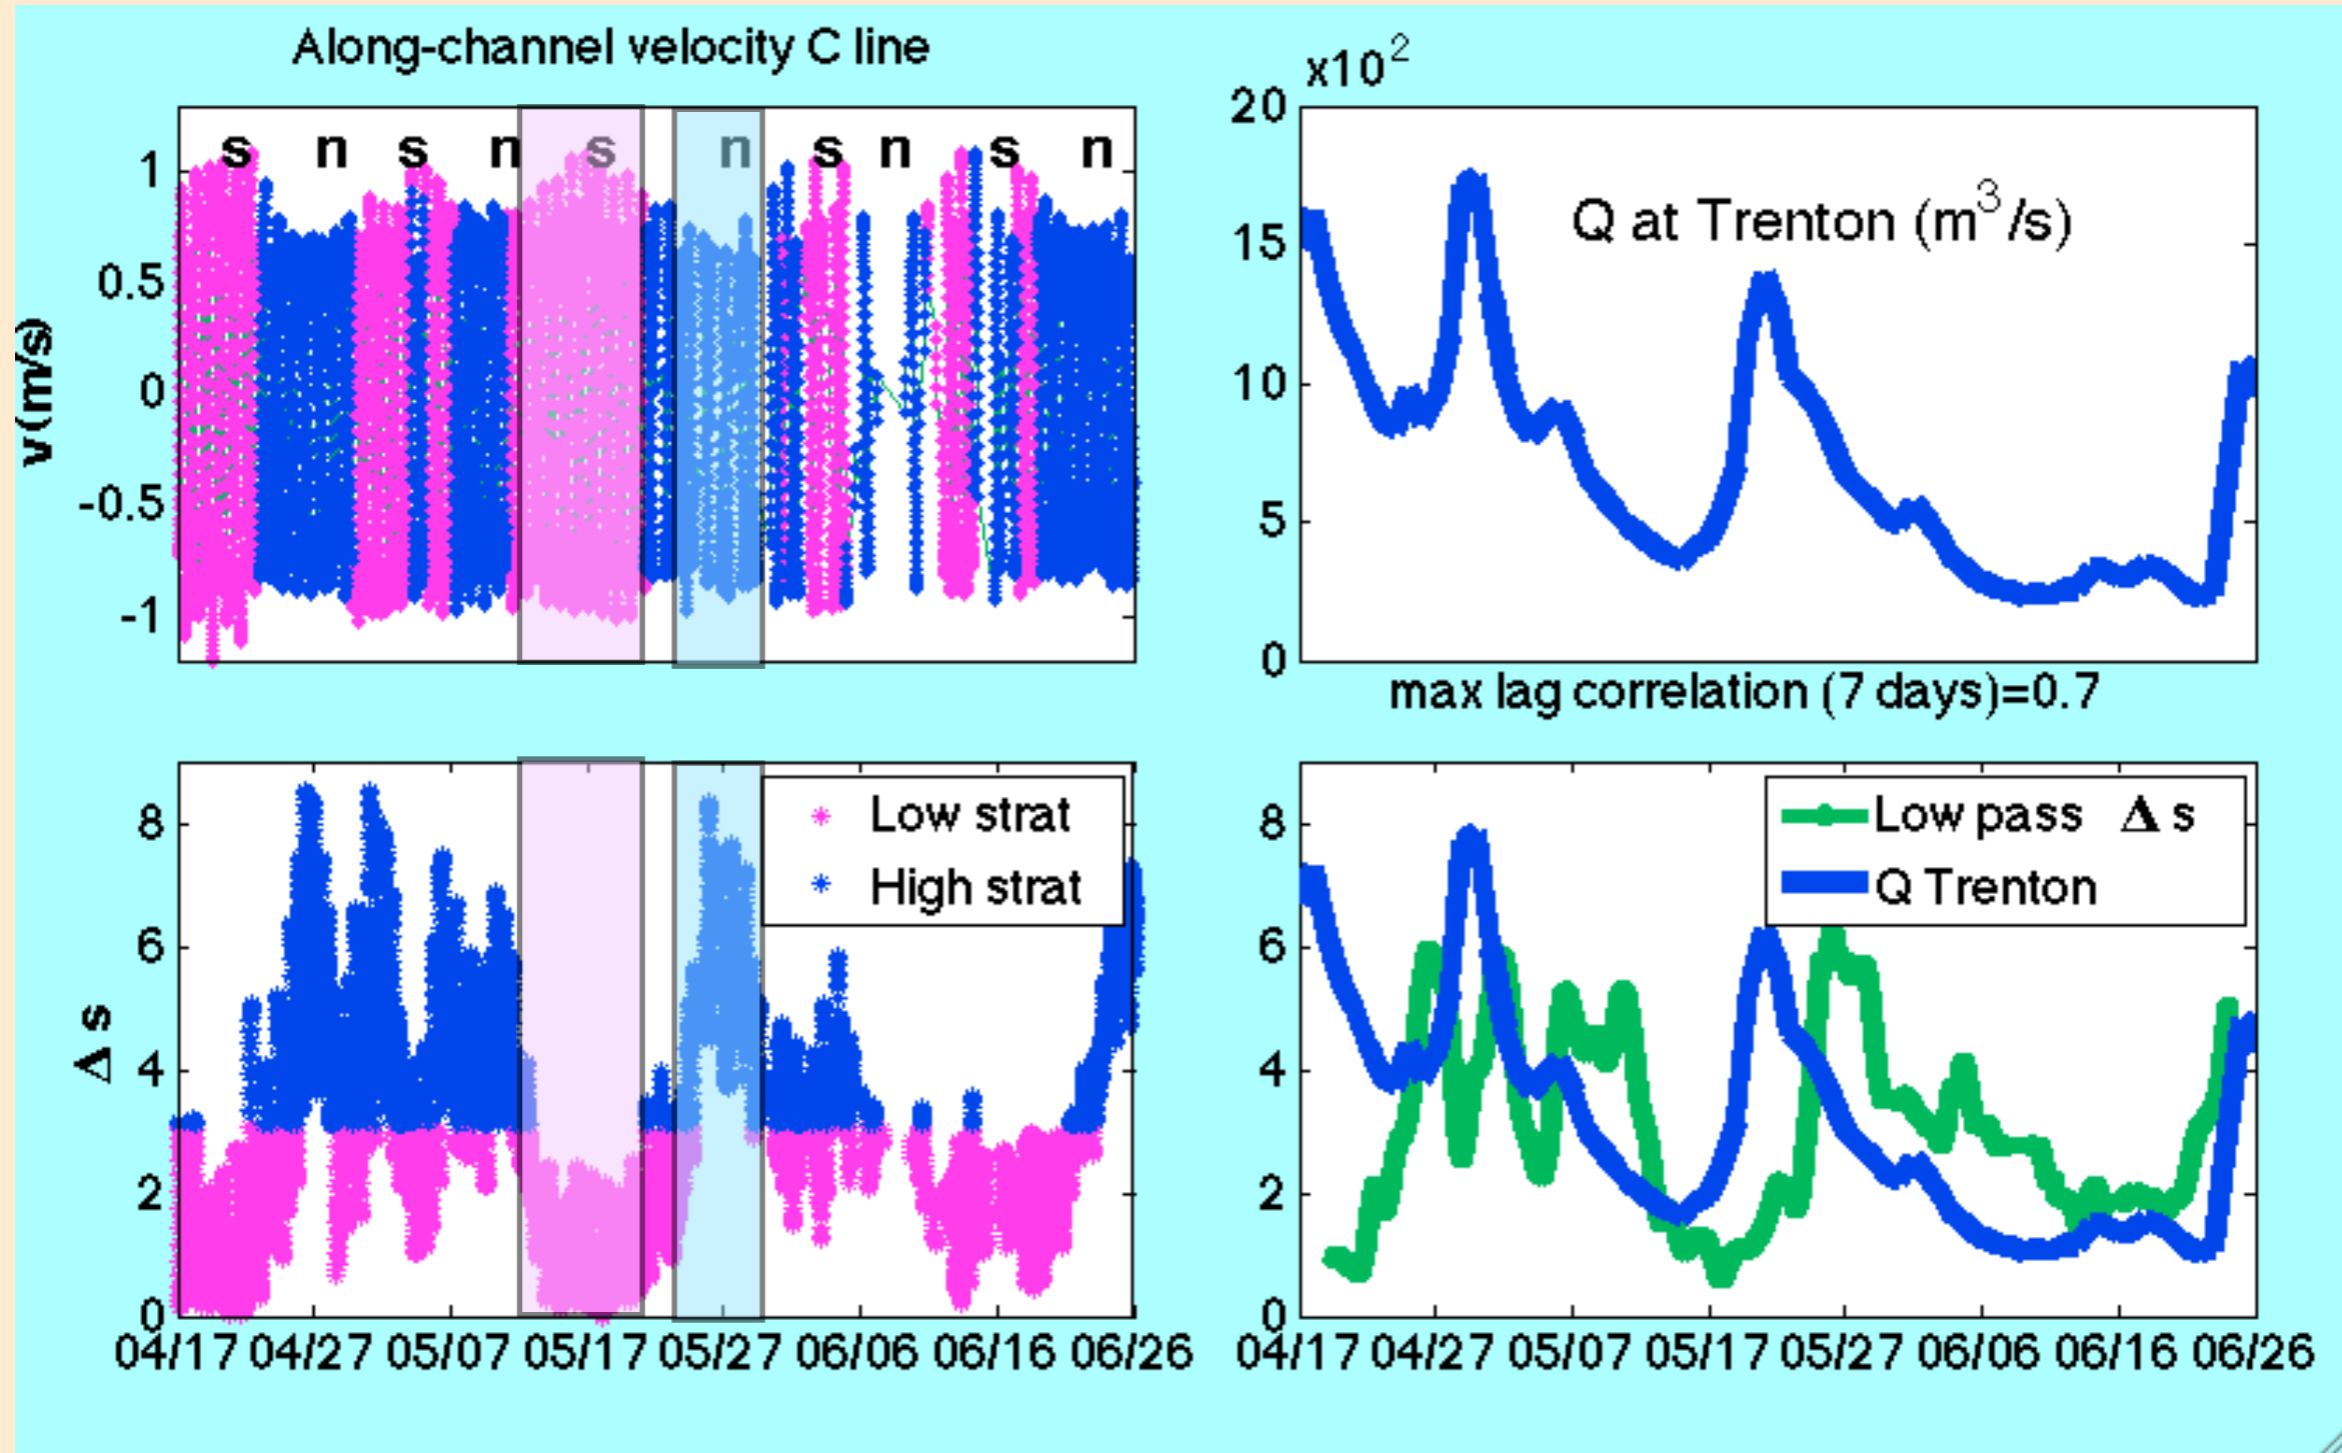 Along-channel velocity C line
s n s n s n s n s n
1
0.5
0
-0.5
-1
v(m/s)
x10²
20
15
10
5
0
Q at Trenton (m³/s)
max lag correlation (7 days)=0.7
8
6
4
2
0
Δ s
Low strat
High strat
04/17 04/27 05/07 05/17 05/27 06/06 06/16 06/26
8
6
4
2
0
Low pass Δ s
Q Trenton
04/17 04/27 05/07 05/17 05/27 06/06 06/16 06/26